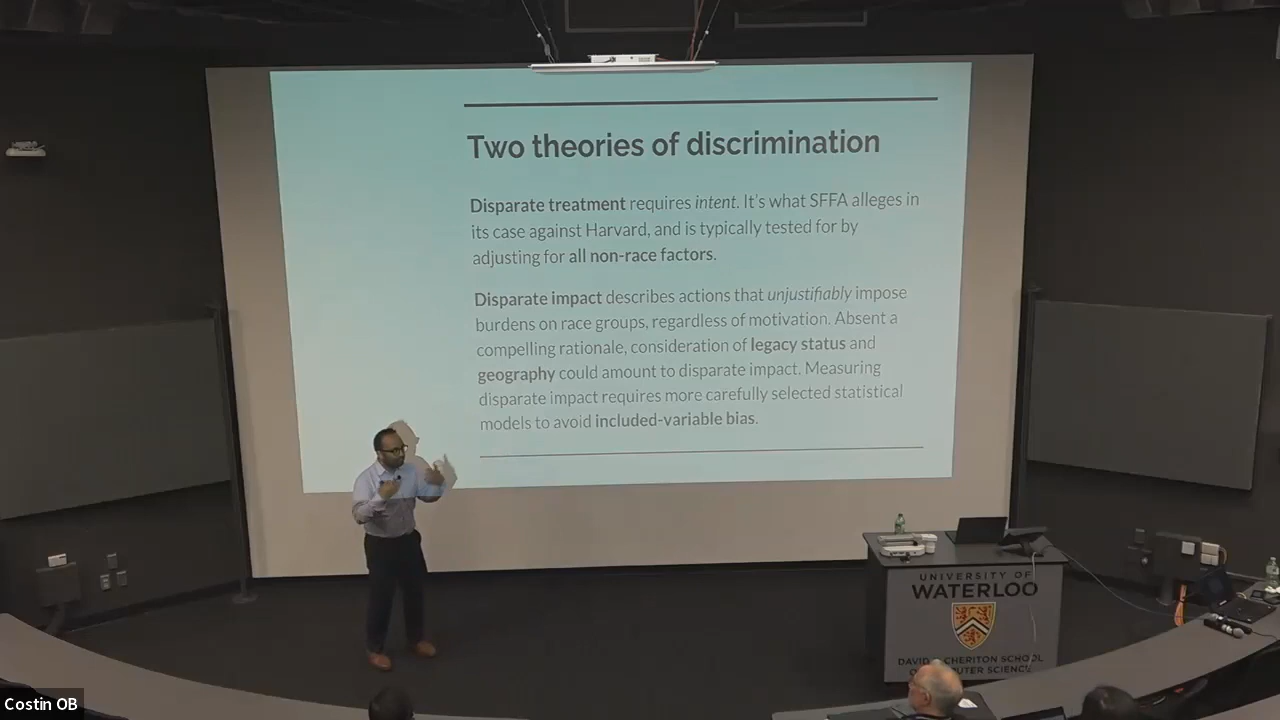 Two theories of discrimination
Disparate treatment requires intent. It's what SFFA alleges in
its case against Harvard, and is typically tested for by
adjusting for all non-race factors.
Disparate impact describes actions that unjustifiably impose
burdens on race groups, regardless of motivation. Absent a
compelling rationale, consideration of legacy status and
geography could amount to disparate impact. Measuring
disparate impact requires more carefully selected statistical
models to avoid included-variable bias.
UNIVERSITY OF
WATERLOO
CHERITON SCHOOL
SCIENCE
Costin OB